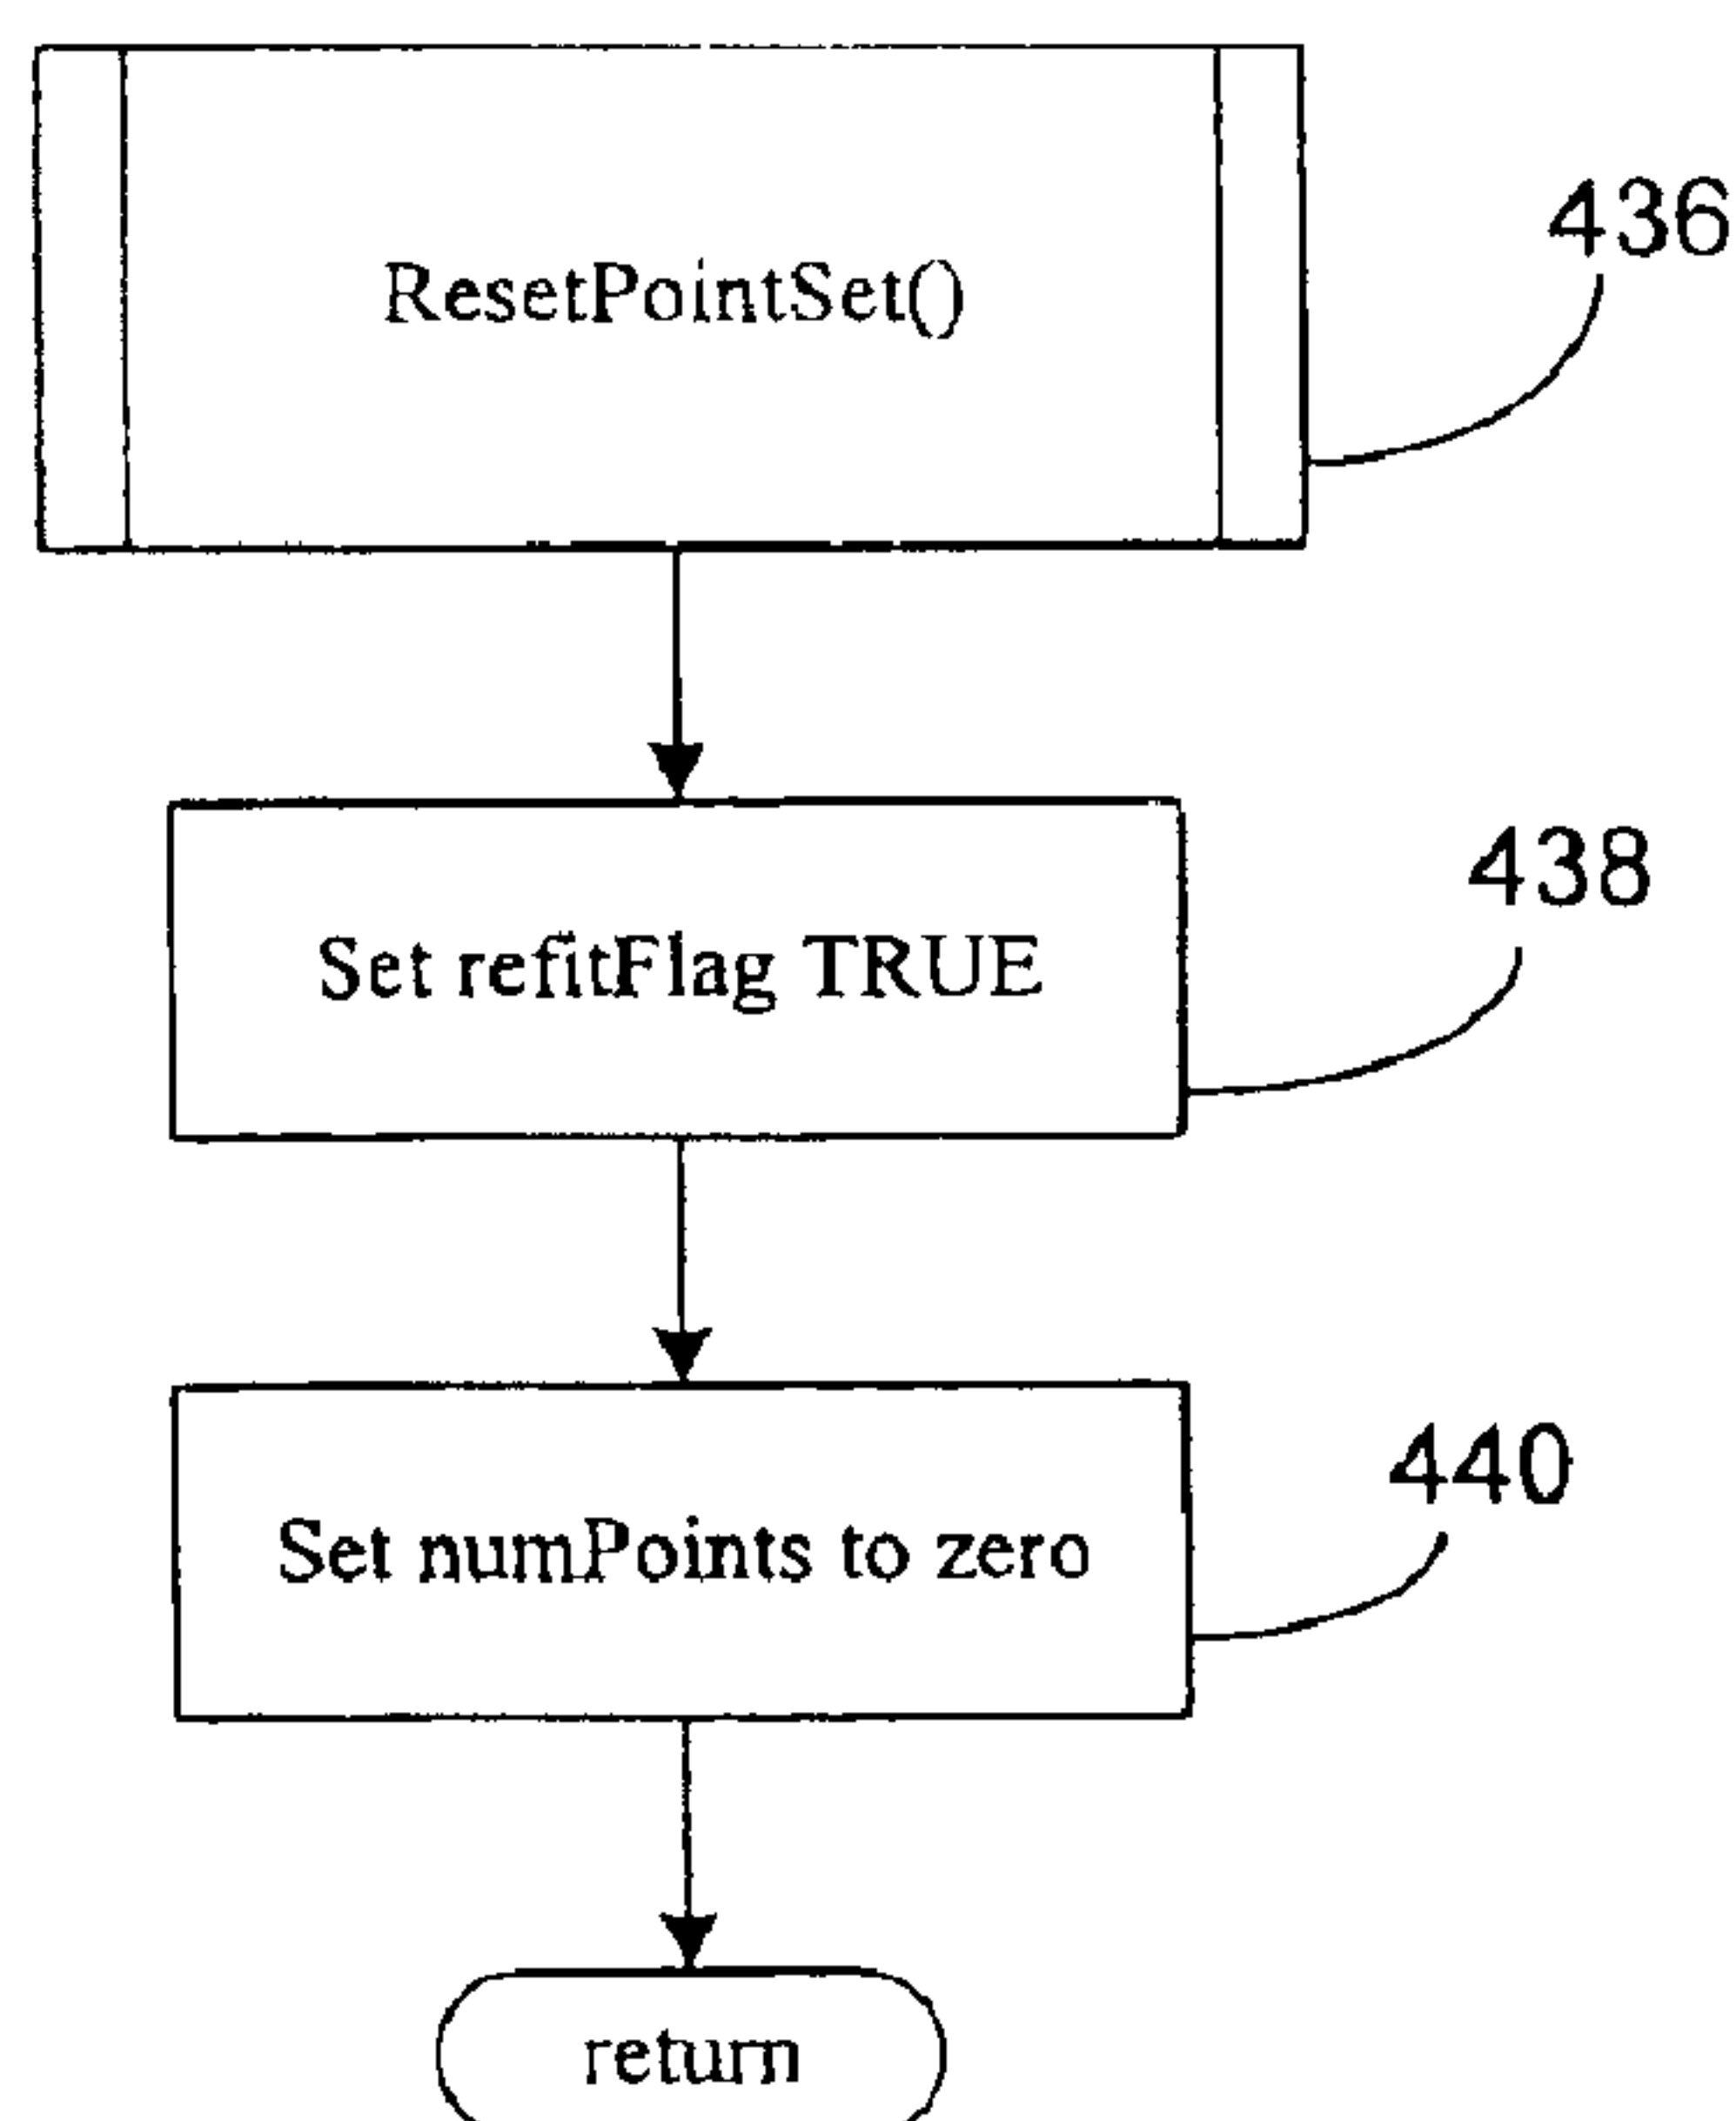 436
ResetPointSet()
438
Set refitFlag TRUE
440
Set numPoints to zero
return